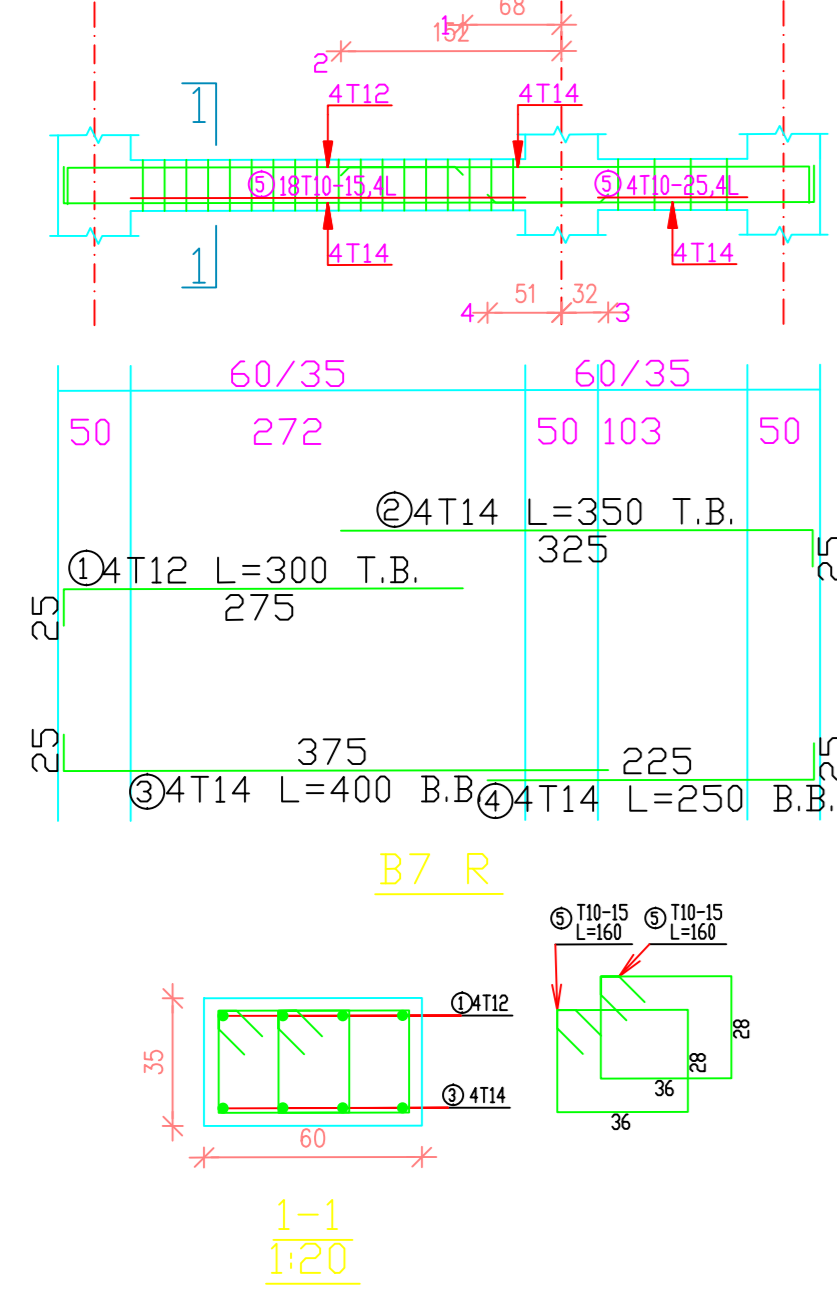 68
1
152
2
4T12
4T14
1
⑤ 18T10-15,4L
⑤ 4T10-25,4L
1
4T14
4T14
51
32
4
3
60/35
60/35
50
272
50
103
50
②4T14 L=350 T.B.
325
25
①4T12 L=300 T.B.
275
25
375
25
225
25
③4T14 L=400 B.B.
④4T14 L=250 B.B.
B7 R
⑤ T10-15
L=160
⑤ T10-15
L=160
①4T12
35
28
28
36
③ 4T14
36
60
1-1
1:20